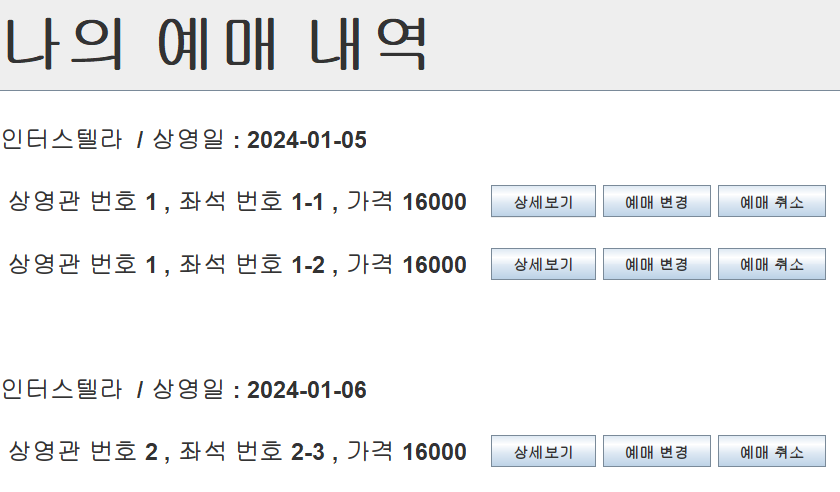 나의 예매 내역
인터스텔라 / 상영일 : 2024-01-05
상영관 번호 1 , 좌석 번호 1-1 , 가격 16000 상세보기 예매 변경 예매 취소
상영관 번호 1 , 좌석 번호 1-2 , 가격 16000 상세보기 예매 변경 예매 취소
인터스텔라 / 상영일 : 2024-01-06
상영관 번호 2 , 좌석 번호 2-3 , 가격 16000 상세보기 예매 변경 예매 취소